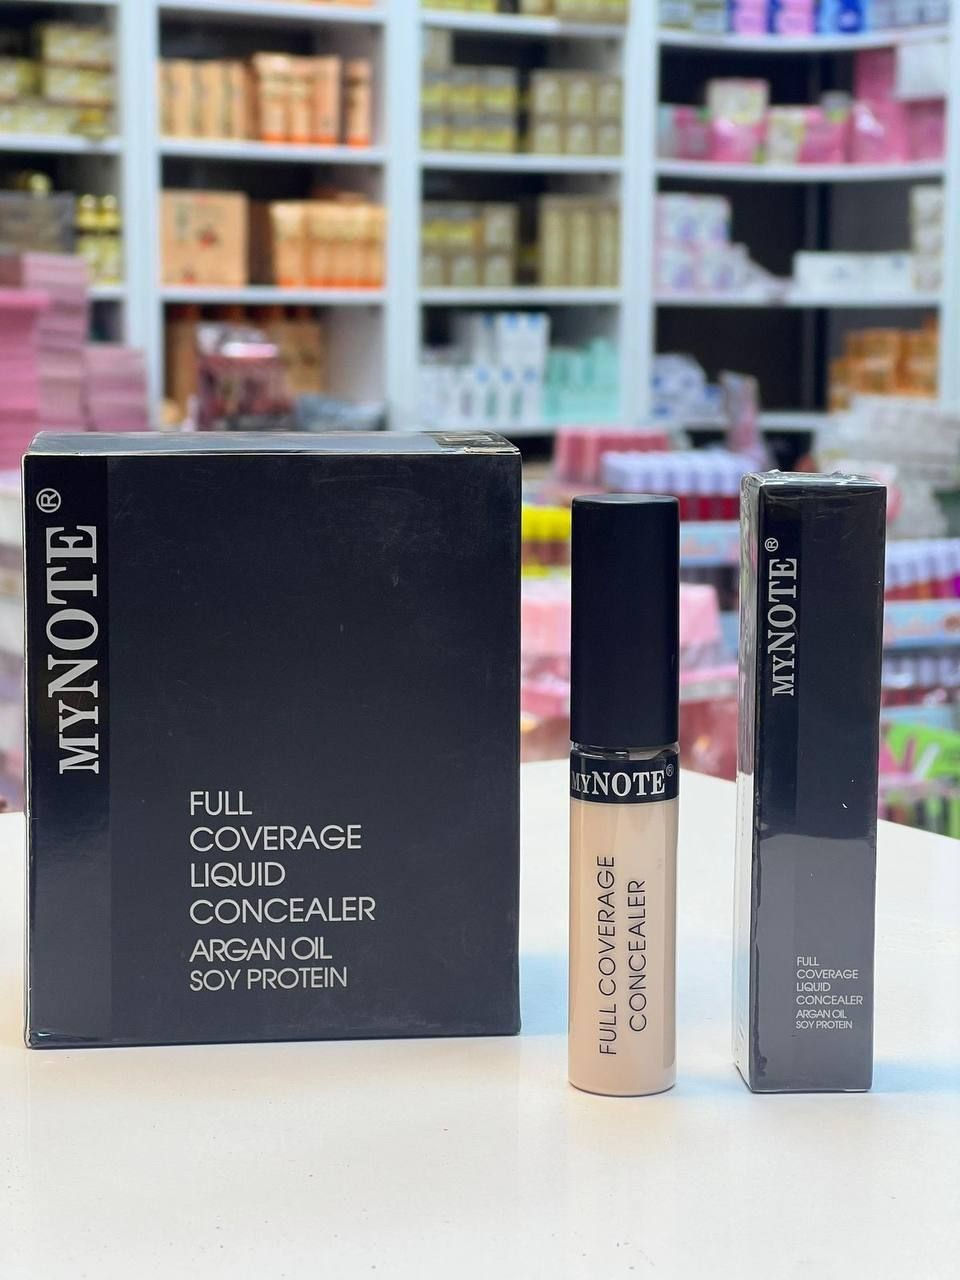 MYNOTE®
FULL
COVERAGE
LIQUID
CONCEALER
ARGAN OIL
SOY PROTEIN
MYNOTE®
FULL COVERAGE
CONCEALER
MYNOTE®
FULL
COVERAGE
LIQUID
CONCEALER
ARGAN OIL
SOY PROTEIN